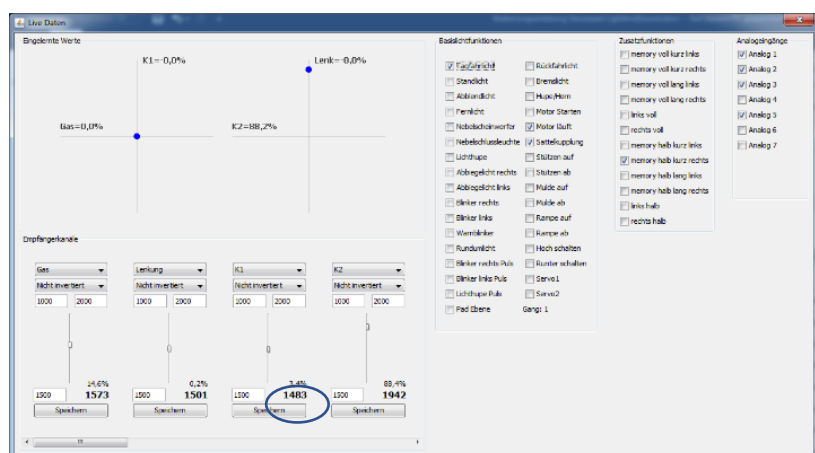 Live Daten
Eingelernte Werte
K1=-0,0%
Lenk=-0,0%
Gas=0,0%
K2=88,2%
Empfängerkanäle
Gas
Lenkung
K1
K2
Nicht invertiert
Nicht invertiert
Nicht invertiert
Nicht invertiert
1000 2000
1000 2000
1000 2000
1000 2000
14,6%
0,2%
3,4%
88,4%
1500 1573
1500 1501
1500 1483
1500 1942
Speichern
Speichern
Speichern
Speichern
Basislichtfunktionen
Tagfahrlicht
Standlicht
Abblendlicht
Fernlicht
Nebelscheinwerfer
Nebelschlussleuchte
Lichthupe
Abbiegelicht rechts
Abbiegelicht links
Blinker rechts
Blinker links
Warnblinker
Rundumlicht
Blinker rechts Puls
Blinker links Puls
Lichthupe Puls
Pad Ebene
Rückfahrlicht
Bremslicht
Hupe/Horn
Motor Starten
Motor läuft
Sattelkupplung
Stützen auf
Stützen ab
Mulde auf
Mulde ab
Rampe auf
Rampe ab
Hoch schalten
Runter schalten
Servo1
Servo2
Gang: 1
Zusatzfunktionen
memory voll kurz links
memory voll kurz rechts
memory voll lang links
memory voll lang rechts
links voll
rechts voll
memory halb kurz links
memory halb kurz rechts
memory halb lang links
memory halb lang rechts
links halb
rechts halb
Analogeingänge
Analog 1
Analog 2
Analog 3
Analog 4
Analog 5
Analog 6
Analog 7